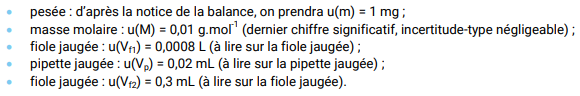 • pesée : d'après la notice de la balance, on prendra u(m) = 1 mg ;
• masse molaire : u(M) = 0,01 g.mol⁻¹ (dernier chiffre significatif, incertitude-type négligeable) ;
• fiole jaugée : u(Vf1) = 0,0008 L (à lire sur la fiole jaugée) ;
• pipette jaugée : u(Vp) = 0,02 mL (à lire sur la pipette jaugée) ;
• fiole jaugée : u(Vf2) = 0,3 mL (à lire sur la fiole jaugée).